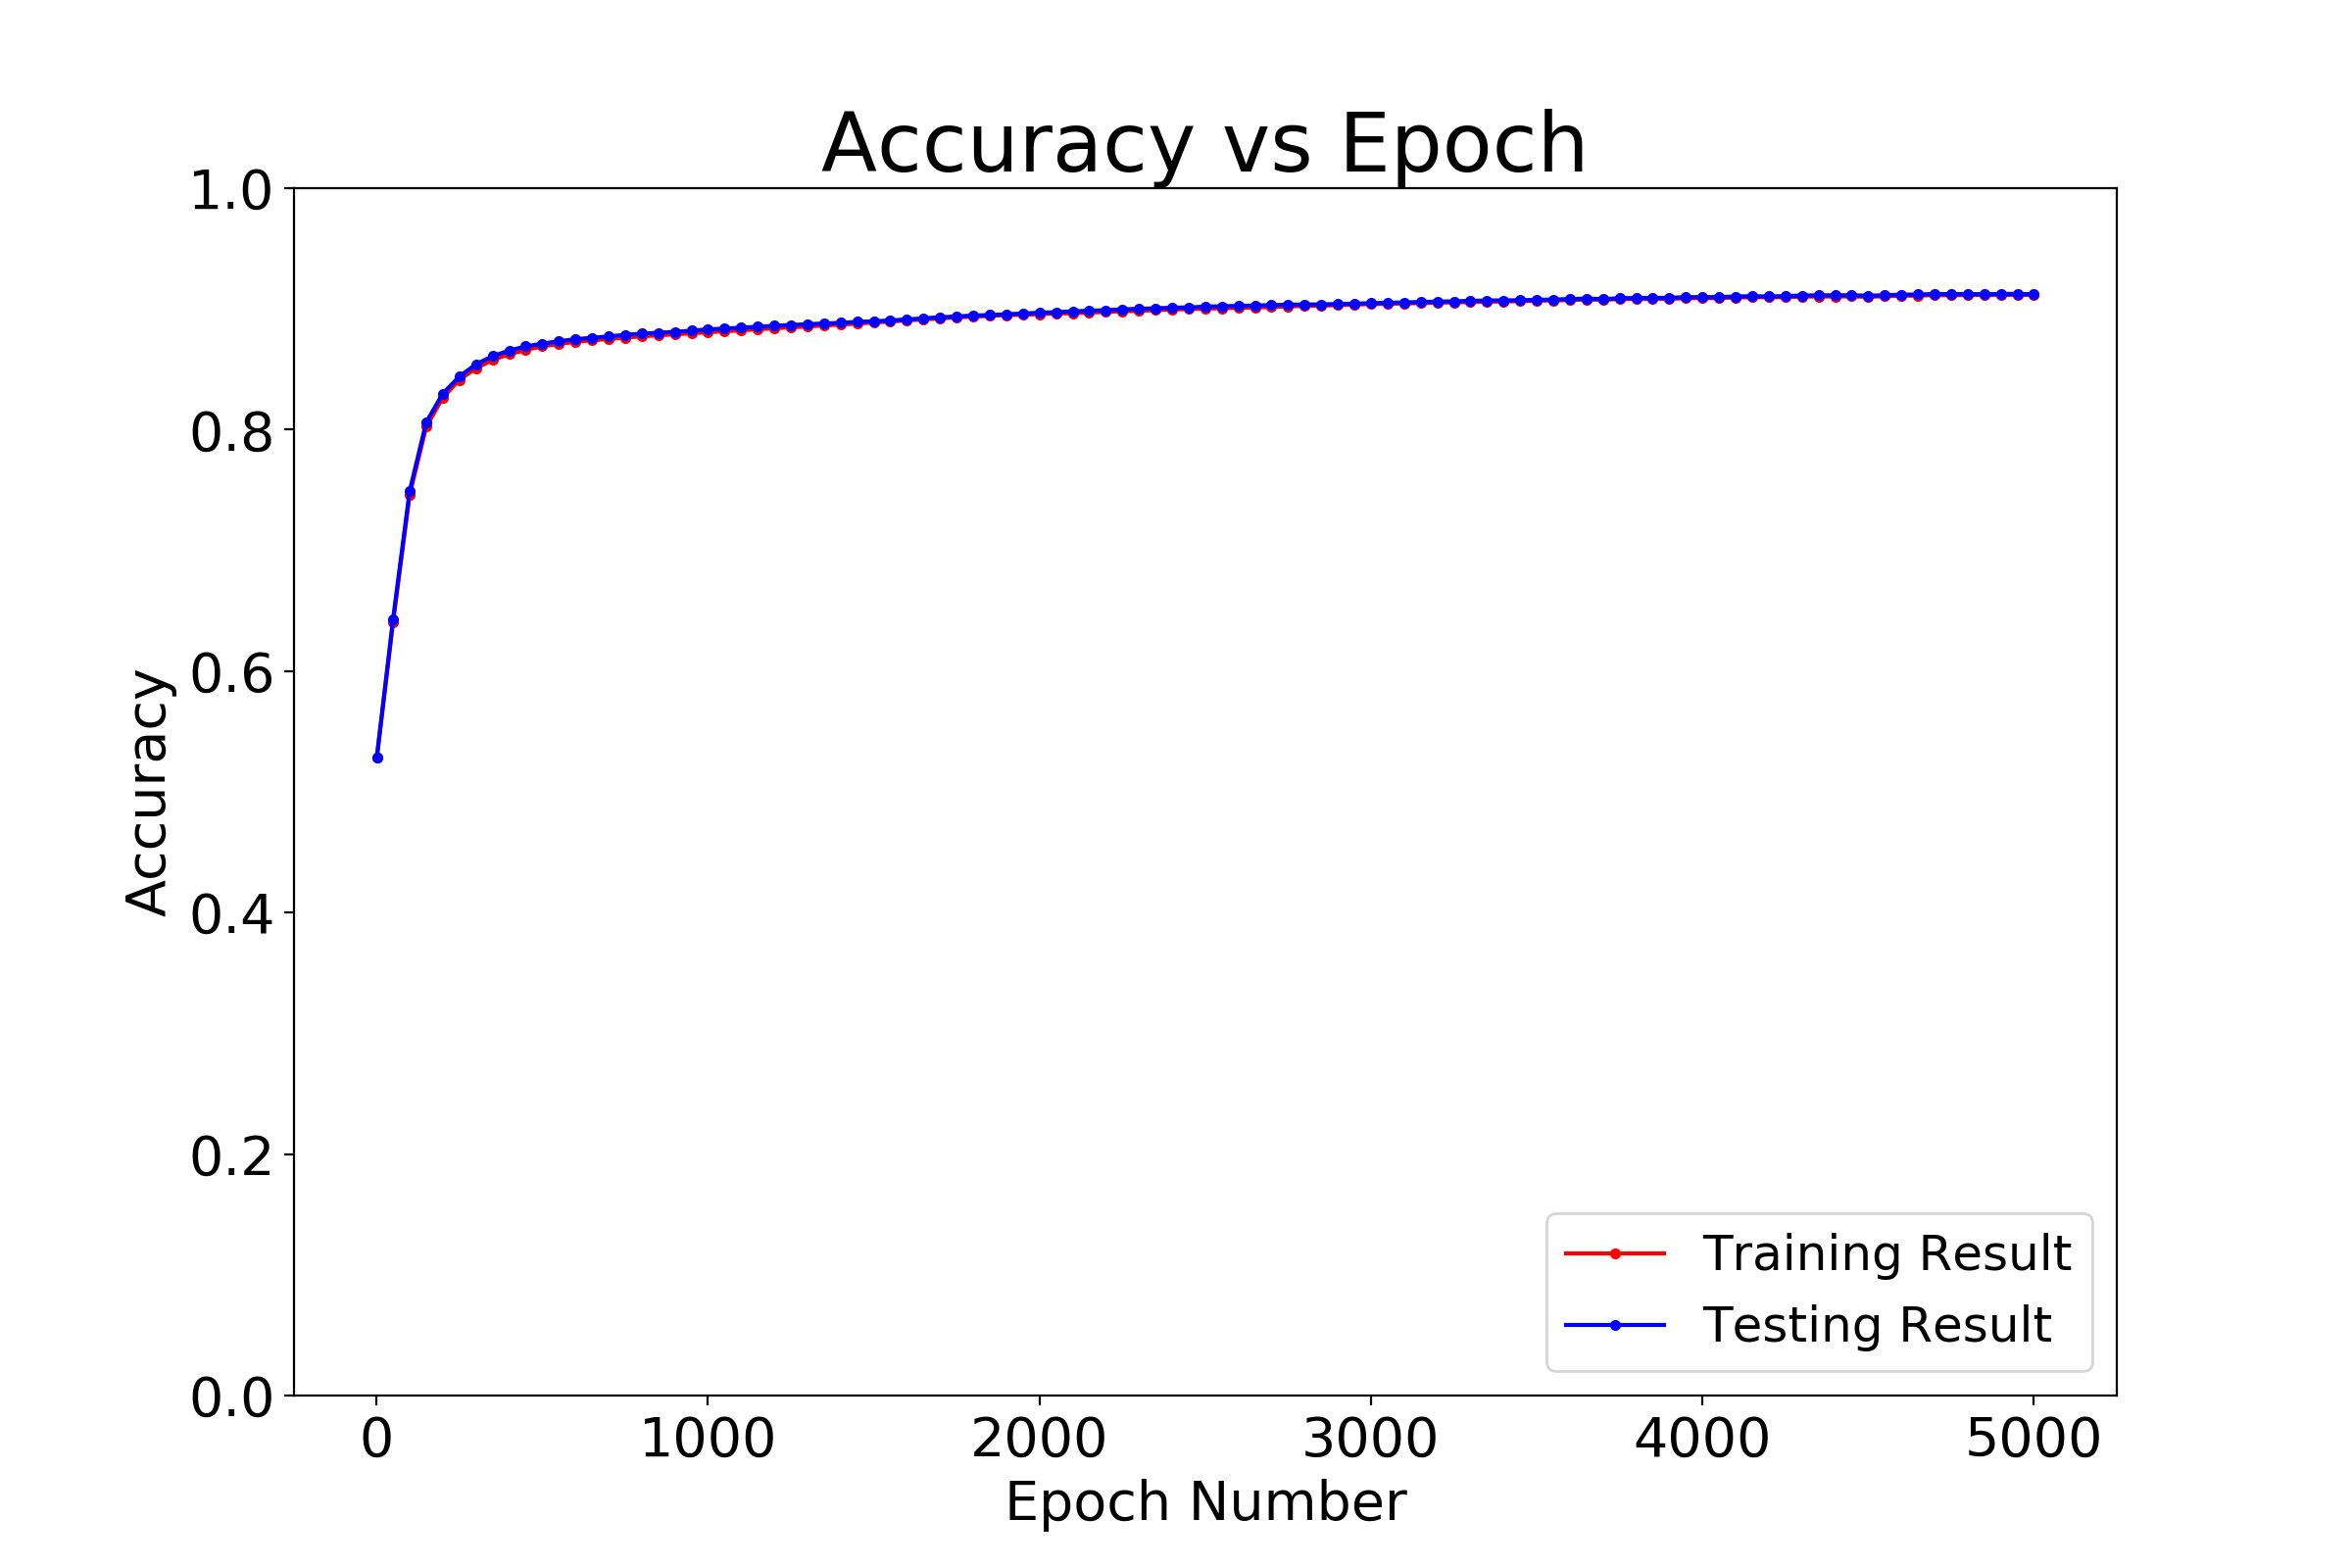 Accuracy vs Epoch
1.0
0.8
0.6
0.4
0.2
0.0
Accuracy
0 1000 2000 3000 4000 5000
Epoch Number
Training Result
Testing Result